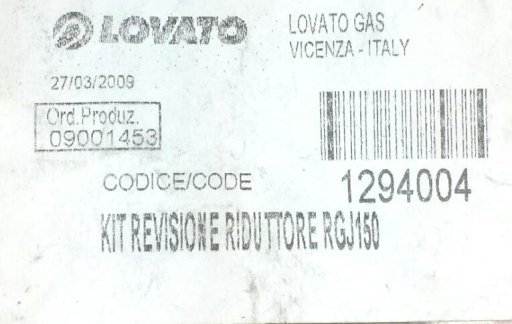 LOVATO
LOVATO GAS
VICENZA - ITALY
27/03/2009
Ord.Produz.
09001453
CODICE/CODE
1294004
KIT REVISIONE RIDUTTORE RGJ150